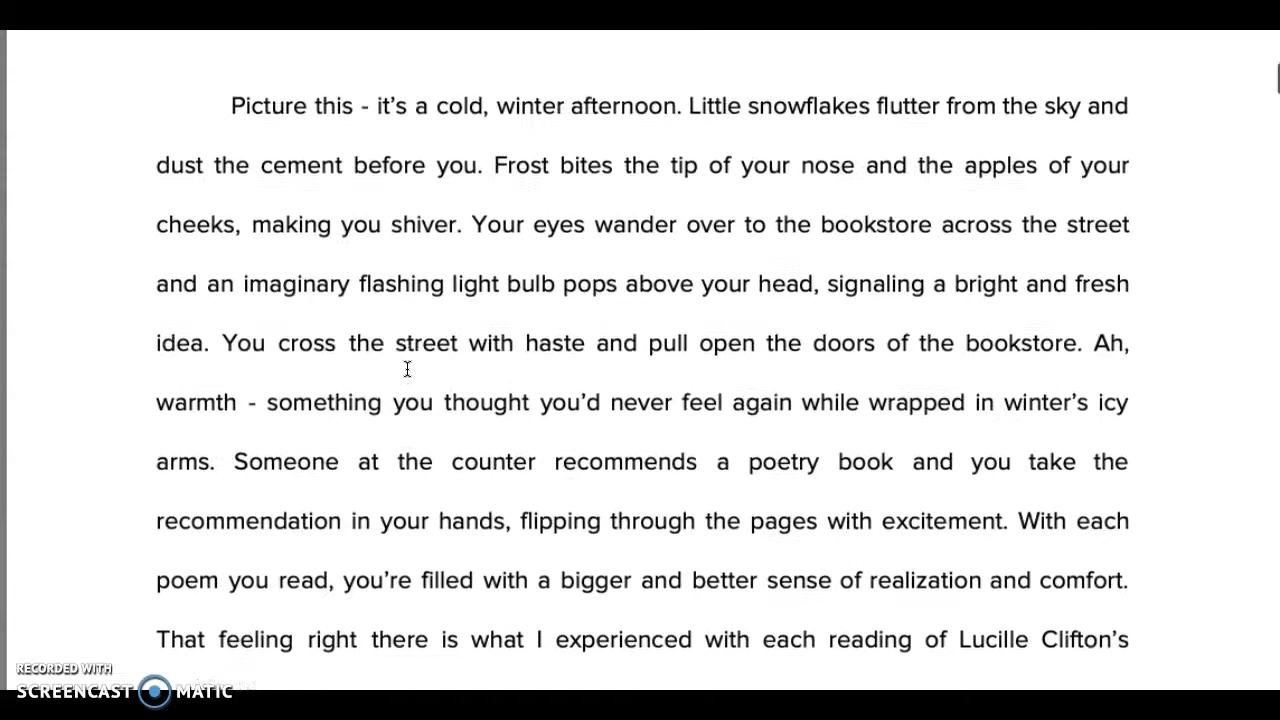 Picture this - it's a cold, winter afternoon. Little snowflakes flutter from the sky and
dust the cement before you. Frost bites the tip of your nose and the apples of your
cheeks, making you shiver. Your eyes wander over to the bookstore across the street
and an imaginary flashing light bulb pops above your head, signaling a bright and fresh
idea. You cross the street with haste and pull open the doors of the bookstore. Ah,
warmth - something you thought you'd never feel again while wrapped in winter's icy
arms. Someone at the counter recommends a poetry book and you take the
recommendation in your hands, flipping through the pages with excitement. With each
poem you read, you're filled with a bigger and better sense of realization and comfort.
That feeling right there is what I experienced with each reading of Lucille Clifton's
RECORDED WITH
SCREENCAST MATIC